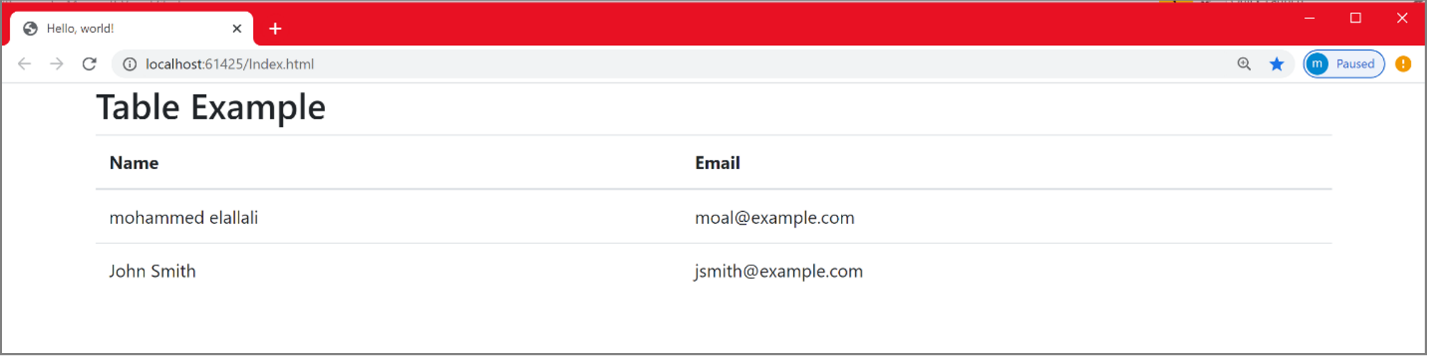 Hello, world!
localhost:61425/Index.html
m Paused
Table Example
Name Email
mohammed elallali moal@example.com
John Smith jsmith@example.com